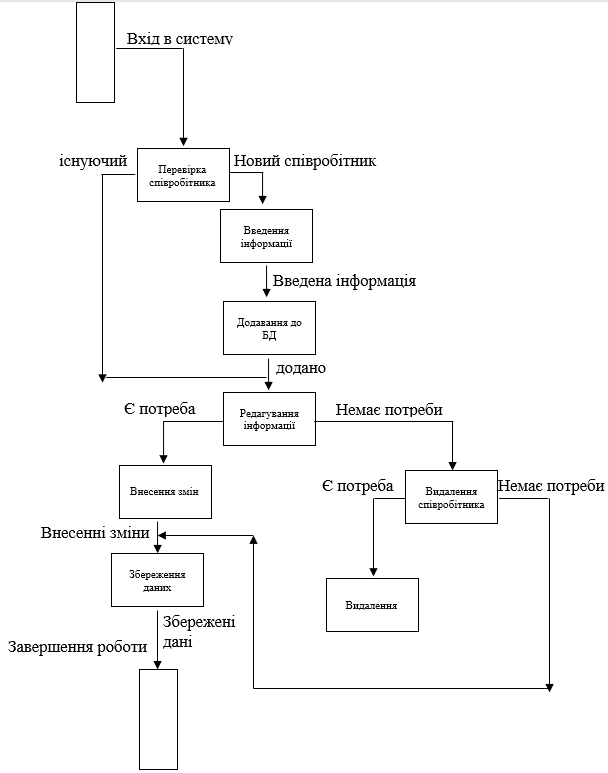 Вхід в систему
існуючий
Новий співробітник
Перевірка
співробітника
Введення
інформації
Введена інформація
Додавання до
БД
додано
Є потреба
Немає потреби
Редагування
інформації
Є потреба
Немає потреби
Внесення змін
Видалення
співробітника
Внесенні зміни
Збереження
даних
Видалення
Збережені
дані
Завершення роботи